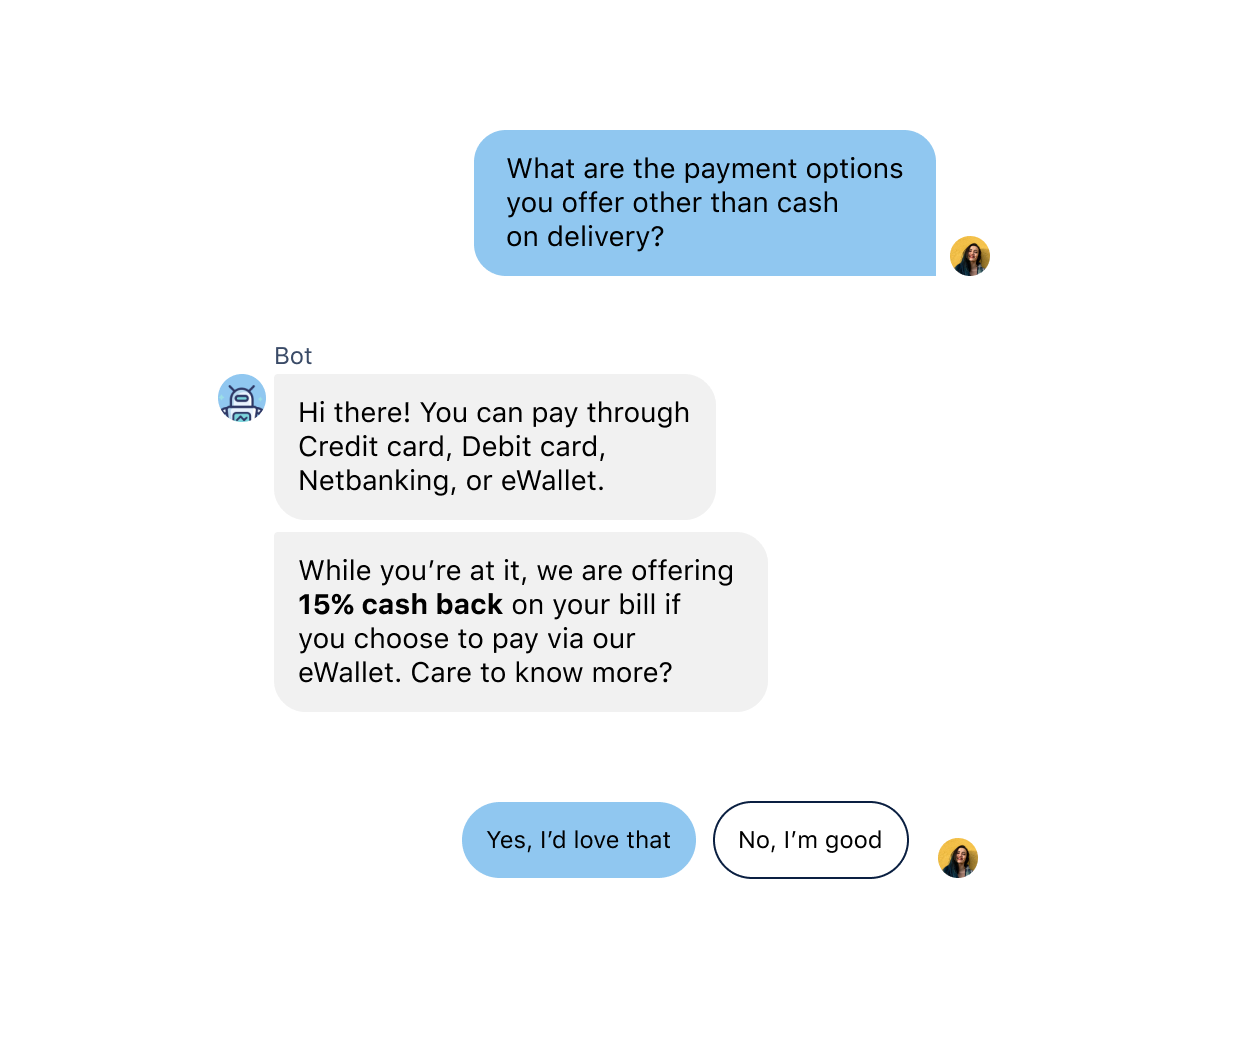 What are the payment options
you offer other than cash
on delivery?
Bot
Hi there! You can pay through
Credit card, Debit card,
Netbanking, or eWallet.
While you’re at it, we are offering
15% cash back on your bill if
you choose to pay via our
eWallet. Care to know more?
Yes, I’d love that
No, I’m good